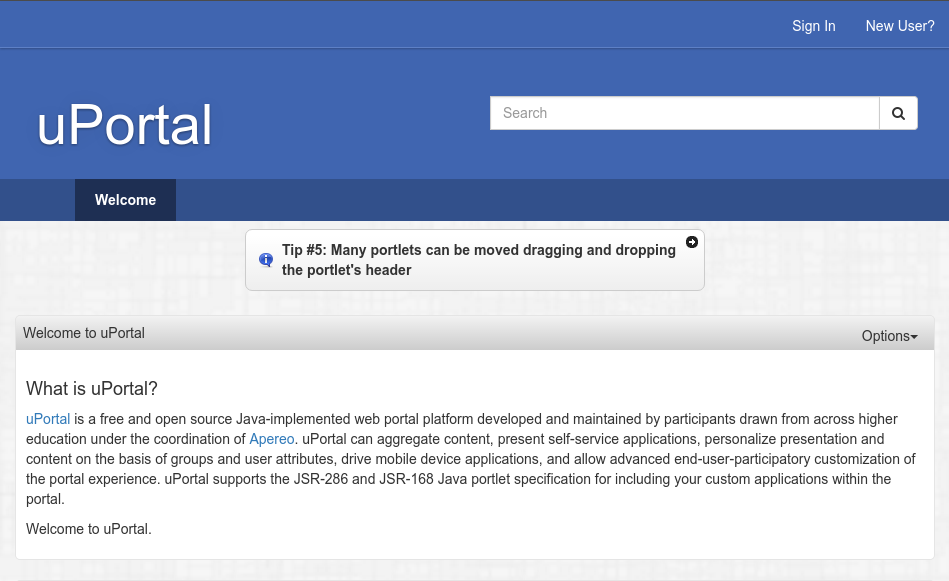 Sign In New User?
uPortal
Search
Welcome
Tip #5: Many portlets can be moved dragging and dropping
the portlet's header
Welcome to uPortal
Options
What is uPortal?
uPortal is a free and open source Java-implemented web portal platform developed and maintained by participants drawn from across higher
education under the coordination of Apereo. uPortal can aggregate content, present self-service applications, personalize presentation and
content on the basis of groups and user attributes, drive mobile device applications, and allow advanced end-user-participatory customization of
the portal experience. uPortal supports the JSR-286 and JSR-168 Java portlet specification for including your custom applications within the
portal.
Welcome to uPortal.